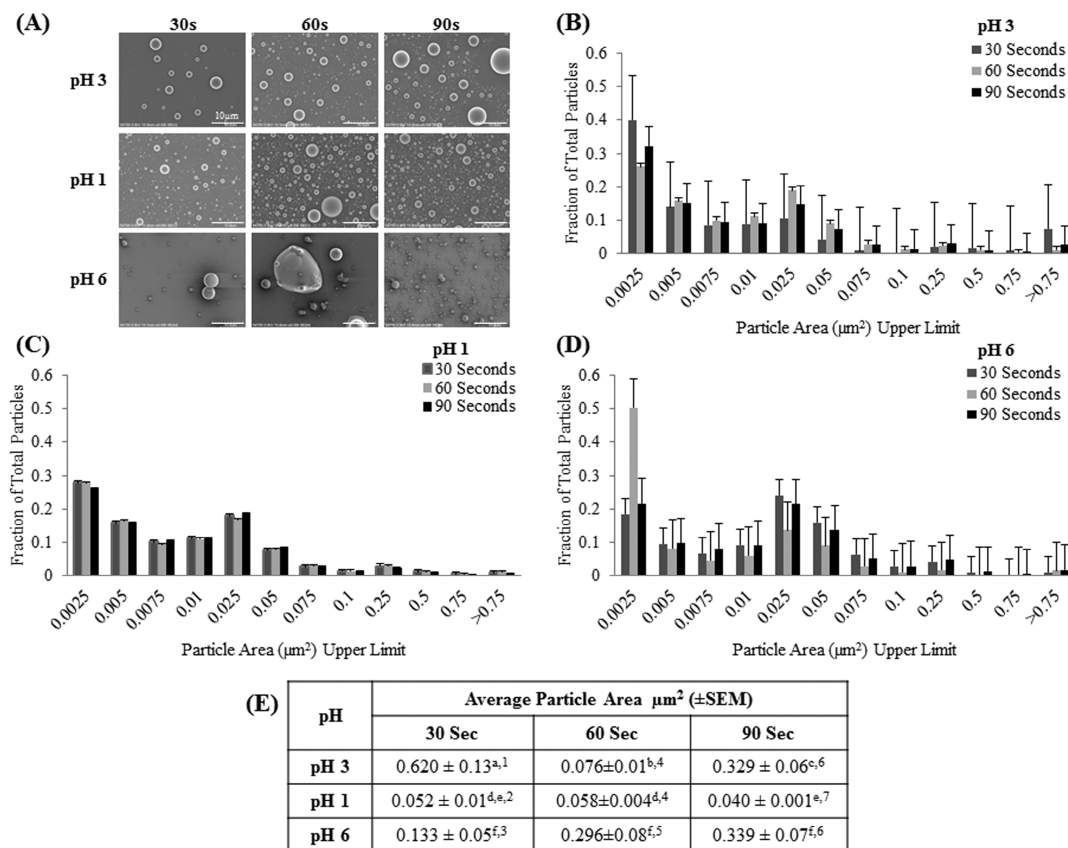 (A)
30s
60s
90s
pH 3
10μm
pH 1
pH 6
(B)
pH 3
30 Seconds
60 Seconds
90 Seconds
Fraction of Total Particles
0.6
0.5
0.4
0.3
0.2
0.1
0
0.0025 0.005 0.0075 0.01 0.025 0.05 0.075 0.1 0.25 0.5 0.75 >0.75
Particle Area (μm²) Upper Limit
(C)
pH 1
30 Seconds
60 Seconds
90 Seconds
Fraction of Total Particles
0.6
0.5
0.4
0.3
0.2
0.1
0
0.0025 0.005 0.0075 0.01 0.025 0.05 0.075 0.1 0.25 0.5 0.75 >0.75
Particle Area (μm²) Upper Limit
(D)
pH 6
30 Seconds
60 Seconds
90 Seconds
Fraction of Total Particles
0.6
0.5
0.4
0.3
0.2
0.1
0
0.0025 0.005 0.0075 0.01 0.025 0.05 0.075 0.1 0.25 0.5 0.75 >0.75
Particle Area (μm²) Upper Limit
(E)
pH Average Particle Area μm² (±SEM)
30 Sec 60 Sec 90 Sec
pH 3 0.620 ± 0.13a,1 0.076±0.01b,4 0.329 ± 0.06c,6
pH 1 0.052 ± 0.01d,e,2 0.058±0.004d,4 0.040 ± 0.001e,7
pH 6 0.133 ± 0.05f,3 0.296±0.08f,5 0.339 ± 0.07f,6